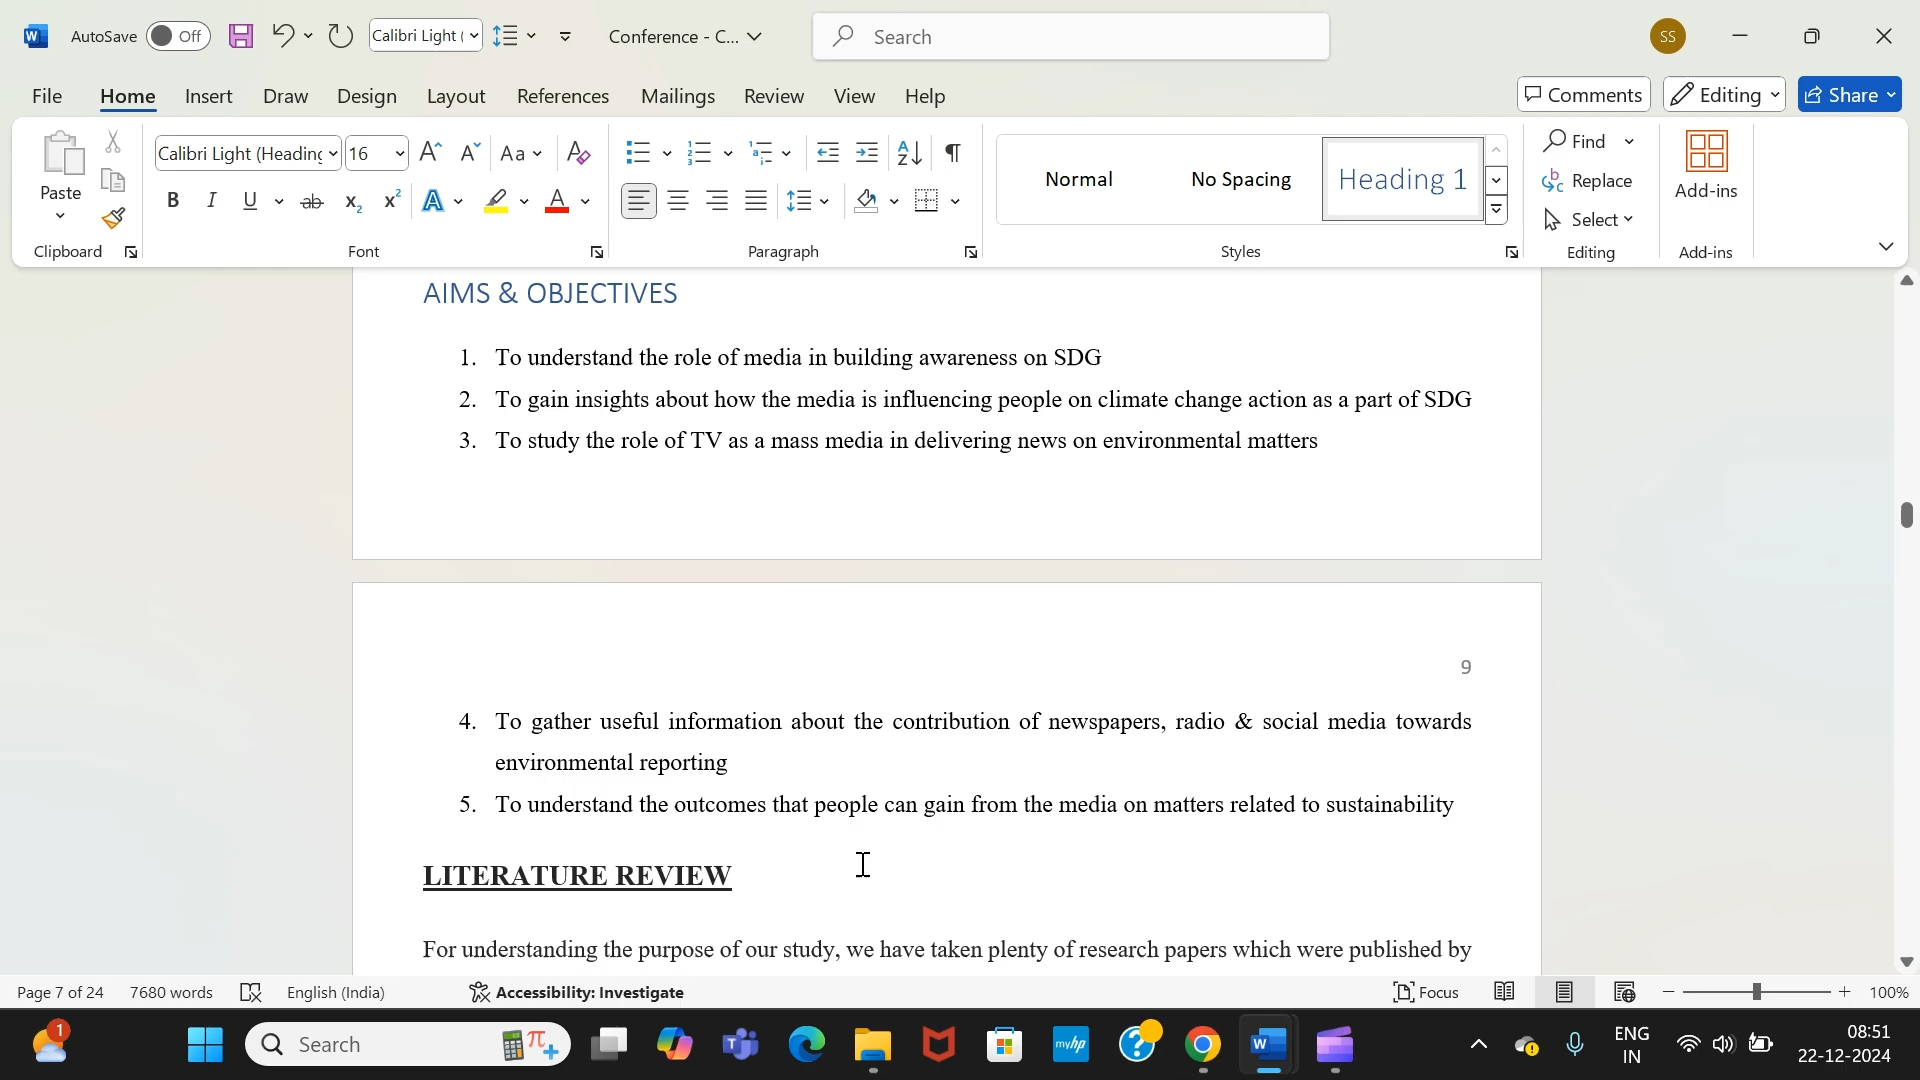 AutoSave Off Calibri Light ( Conference - C... Search SS
File Home Insert Draw Design Layout References Mailings Review View Help Comments Editing Share
Paste Calibri Light (Heading 16 Aa Normal No Spacing Heading 1 Find Replace Select Add-ins
Clipboard Font Paragraph Styles Editing Add-ins
AIMS & OBJECTIVES
1. To understand the role of media in building awareness on SDG
2. To gain insights about how the media is influencing people on climate change action as a part of SDG
3. To study the role of TV as a mass media in delivering news on environmental matters
9
4. To gather useful information about the contribution of newspapers, radio & social media towards
environmental reporting
5. To understand the outcomes that people can gain from the media on matters related to sustainability
LITERATURE REVIEW
For understanding the purpose of our study, we have taken plenty of research papers which were published by
Page 7 of 24 7680 words English (India) Accessibility: Investigate Focus 100%
1 Search myhp ENG 08:51
IN 22-12-2024